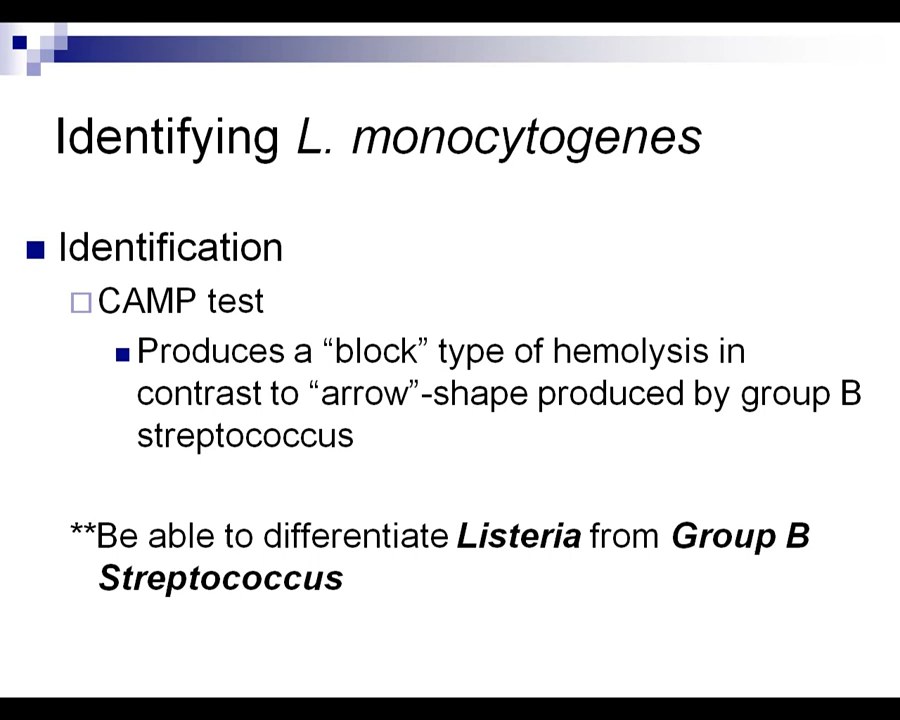 Identifying L. monocytogenes
Identification
CAMP test
Produces a “block” type of hemolysis in
contrast to “arrow”-shape produced by group B
streptococcus
**Be able to differentiate Listeria from Group B
Streptococcus